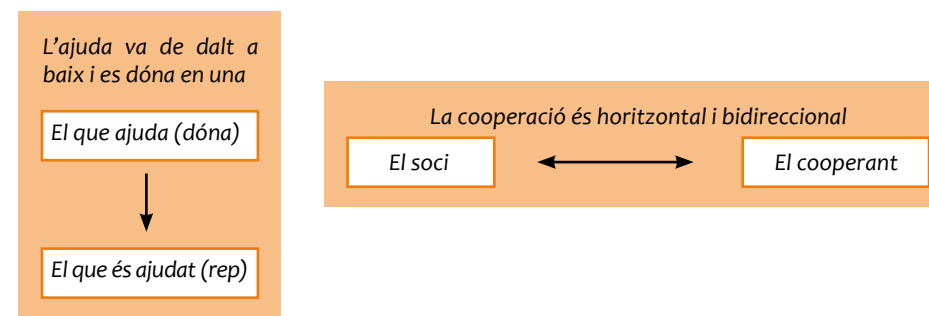 L'ajuda va de dalt a
baix i es dóna en una
El que ajuda (dóna)
El que és ajudat (rep)
La cooperació és horitzontal i bidireccional
El soci
El cooperant